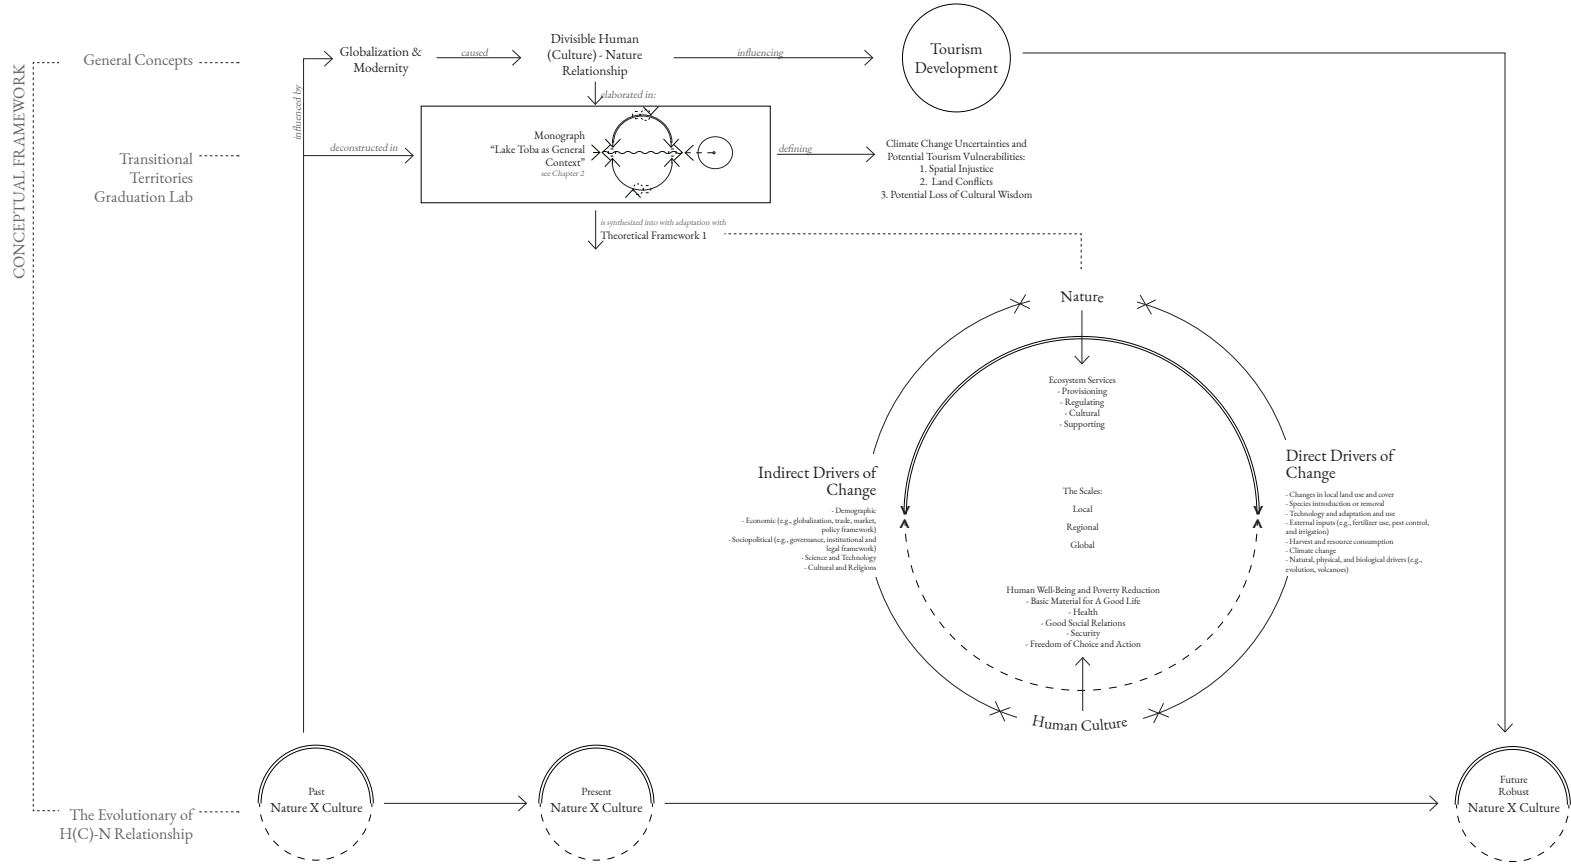 CONCEPTUAL FRAMEWORK
General Concepts
influenced by
Globalization &
Modernity
caused
Divisible Human
(Culture) - Nature
Relationship
influencing
Tourism
Development
elaborated in:
Transitional
Territories
Graduation Lab
deconstructed in
Monograph
“Lake Toba as General
Context”
see Chapter 2
defining
Climate Change Uncertainties and
Potential Tourism Vulnerabilities:
1. Spatial Injustice
2. Land Conflicts
3. Potential Loss of Cultural Wisdom
is synthesized into with adaptation with
Theoretical Framework 1
Nature
Ecosystem Services
- Provisioning
- Regulating
- Cultural
- Supporting
Indirect Drivers of
Change
- Demographic
- Economic (e.g., globalization, trade, market,
policy framework)
- Sociopolitical (e.g., governance, institutional and
legal framework)
- Science and Technology
- Cultural and Religions
The Scales:
Local
Regional
Global
Direct Drivers of
Change
- Changes in local land use and cover
- Species introduction or removal
- Technology and adaptation and use
- External inputs (e.g., fertilizer use, pest control,
and irrigation)
- Harvest and resource consumption
- Climate change
- Natural, physical, and biological drivers (e.g.,
evolution, volcanoes)
Human Well-Being and Poverty Reduction
- Basic Material for A Good Life
- Health
- Good Social Relations
- Security
- Freedom of Choice and Action
Human Culture
The Evolutionary of
H(C)-N Relationship
Past
Nature X Culture
Present
Nature X Culture
Future
Robust
Nature X Culture